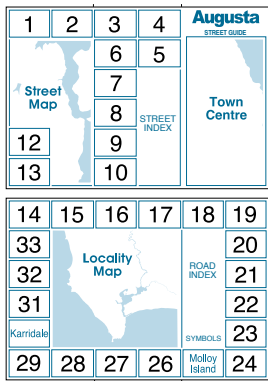 1 2 3 4
Augusta
STREET GUIDE
6 5
7
Street
Map
8
STREET
INDEX
Town
Centre
12 9
13 10
14 15 16 17 18 19
33 20
Locality
Map
32
ROAD
INDEX
21
31 22
Karridale
SYMBOLS
23
29 28 27 26
Molloy
Island
24